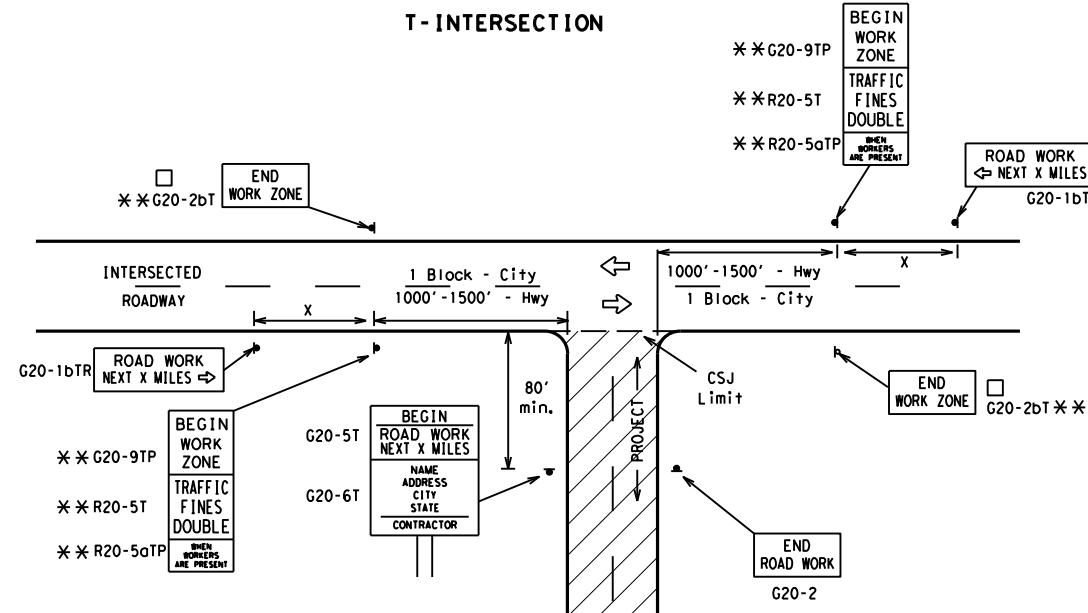 T-INTERSECTION
BEGIN
WORK
ZONE
✳✳G20-9TP
TRAFFIC
FINES
DOUBLE
✳✳R20-5T
WHEN
WORKERS
ARE PRESENT
✳✳R20-5aTP
ROAD WORK
⇦ NEXT X MILES
G20-1bT
END
WORK ZONE
□
✳✳G20-2bT
INTERSECTED
ROADWAY
1 Block - City
1000'-1500' - Hwy
X
1000'-1500' - Hwy
1 Block - City
X
G20-1bTR
ROAD WORK
NEXT X MILES ⇨
80'
min.
CSJ
Limit
PROJECT
END
WORK ZONE
□
G20-2bT ✳✳
BEGIN
WORK
ZONE
✳✳ G20-9TP
TRAFFIC
FINES
DOUBLE
✳✳ R20-5T
WHEN
WORKERS
ARE PRESENT
✳✳ R20-5aTP
G20-5T
BEGIN
ROAD WORK
NEXT X MILES
G20-6T
NAME
ADDRESS
CITY
STATE
CONTRACTOR
END
ROAD WORK
G20-2